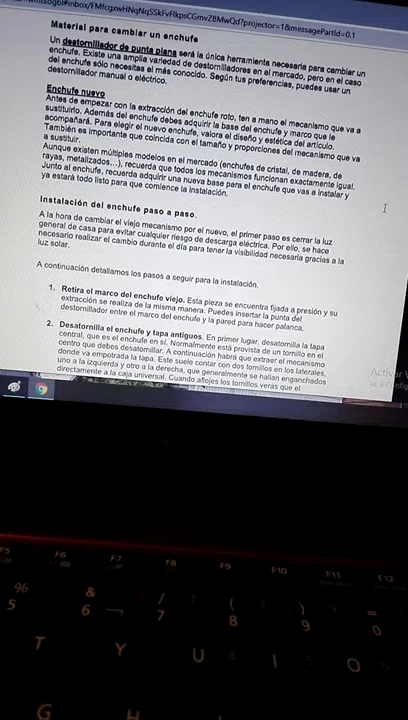 inbox/FMfcgxwHNqNqSSkFvFlkpsCGmvZBMwQd?projector=1&messagePartId=0.1
Material para cambiar un enchufe
Un destornillador de punta plana será la única herramienta necesaria para cambiar un
enchufe. Existe una amplia variedad de destornilladores en el mercado, pero en el caso
del enchufe sólo necesitas el más conocido. Según tus preferencias, puedes usar un
destornillador manual o eléctrico.
Enchufe nuevo
Antes de empezar con la extracción del enchufe roto, ten a mano el mecanismo que va a
sustituirlo. Además del enchufe debes adquirir la base del enchufe y marco que le
acompañará. Para elegir el nuevo enchufe, valora el diseño y estética del artículo.
También es importante que coincida con el tamaño y proporciones del mecanismo que va
a sustituir.
Aunque existen múltiples modelos en el mercado (enchufes de cristal, de madera, de
rayas, metalizados...), recuerda que todos los mecanismos funcionan exactamente igual.
Junto al enchufe, recuerda adquirir una nueva base para el enchufe que vas a instalar y
ya estará todo listo para que comience la instalación.
Instalación del enchufe paso a paso.
A la hora de cambiar el viejo mecanismo por el nuevo, el primer paso es cerrar la luz
general de casa para evitar cualquier riesgo de descarga eléctrica. Por ello, se hace
necesario realizar el cambio durante el día para tener la visibilidad necesaria gracias a la
luz solar.
A continuación detallamos los pasos a seguir para la instalación.
1. Retira el marco del enchufe viejo. Esta pieza se encuentra fijada a presión y su
extracción se realiza de la misma manera. Puedes insertar la punta del
destornillador entre el marco del enchufe y la pared para hacer palanca.
2. Desatornilla el enchufe y tapa antiguos. En primer lugar, desatornilla la tapa
central, que es el enchufe en sí. Normalmente está provista de un tornillo en el
centro que debes desatornillar. A continuación habrá que extraer el mecanismo
donde va empotrada la tapa. Este suele contar con dos tornillos en los laterales,
uno a la izquierda y otro a la derecha, que generalmente se hallan enganchados
directamente a la caja universal. Cuando aflojes los tornillos verás que el
Activar
F5 F6 F7 F8 F9 F10 F11 F12
% & / ( ) =
5 6 ¬ 7 8 9 0
T Y U I O
G H